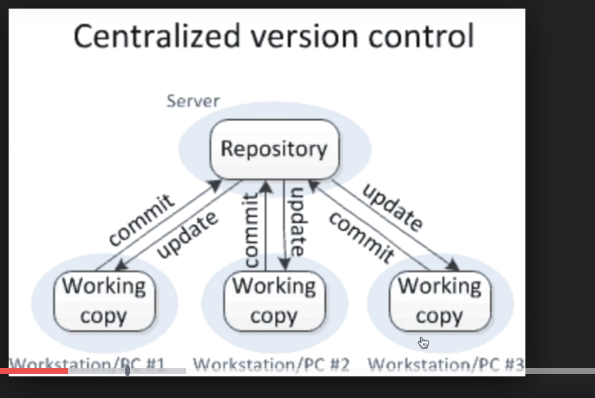 Centralized version control
Server
Repository
commit
update
commit
update
update
commit
Working
copy
Working
copy
Working
copy
Workstation/PC #1
Workstation/PC #2
Workstation/PC #3